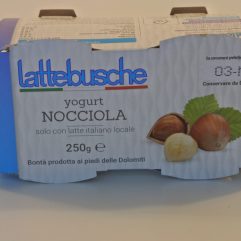 lattebusche
yogurt
NOCCIOLA
solo con latte italiano locale
250g e
Bontà prodotta ai piedi delle Dolomiti
03-
Conservare da